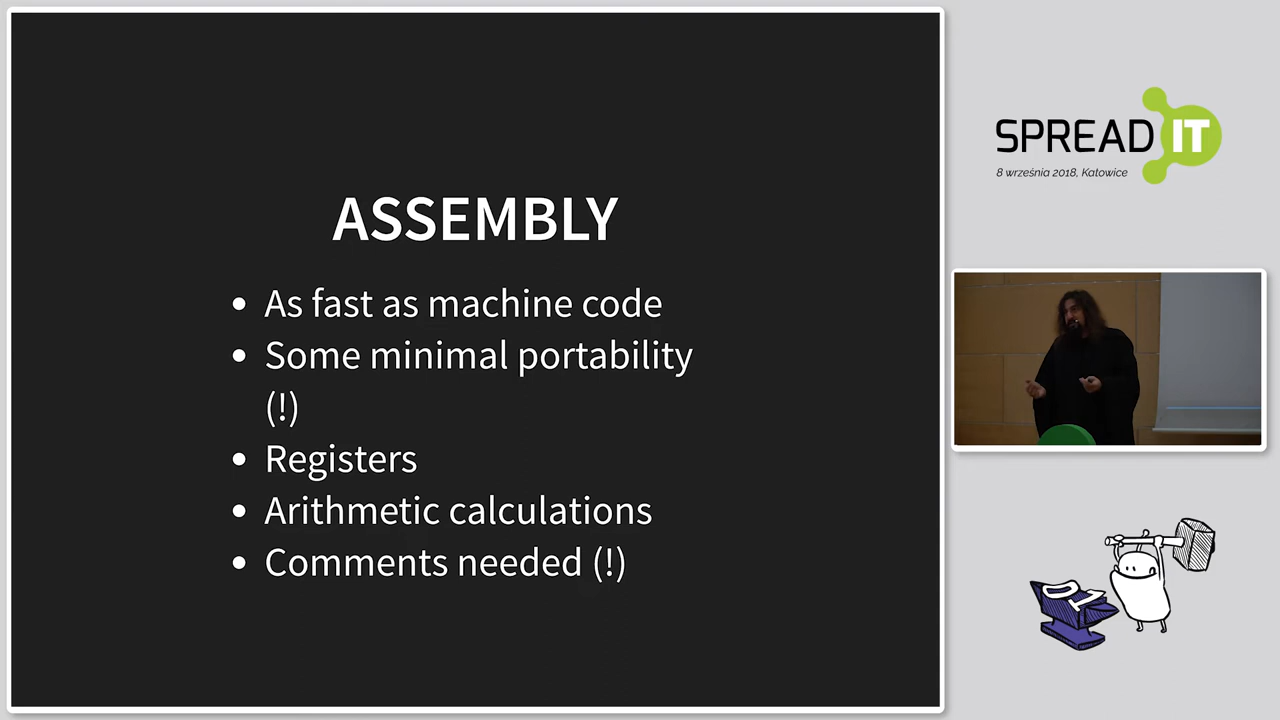 ASSEMBLY
As fast as machine code
Some minimal portability
(!)
Registers
Arithmetic calculations
Comments needed (!)
SPREAD IT
8 września 2018, Katowice
01